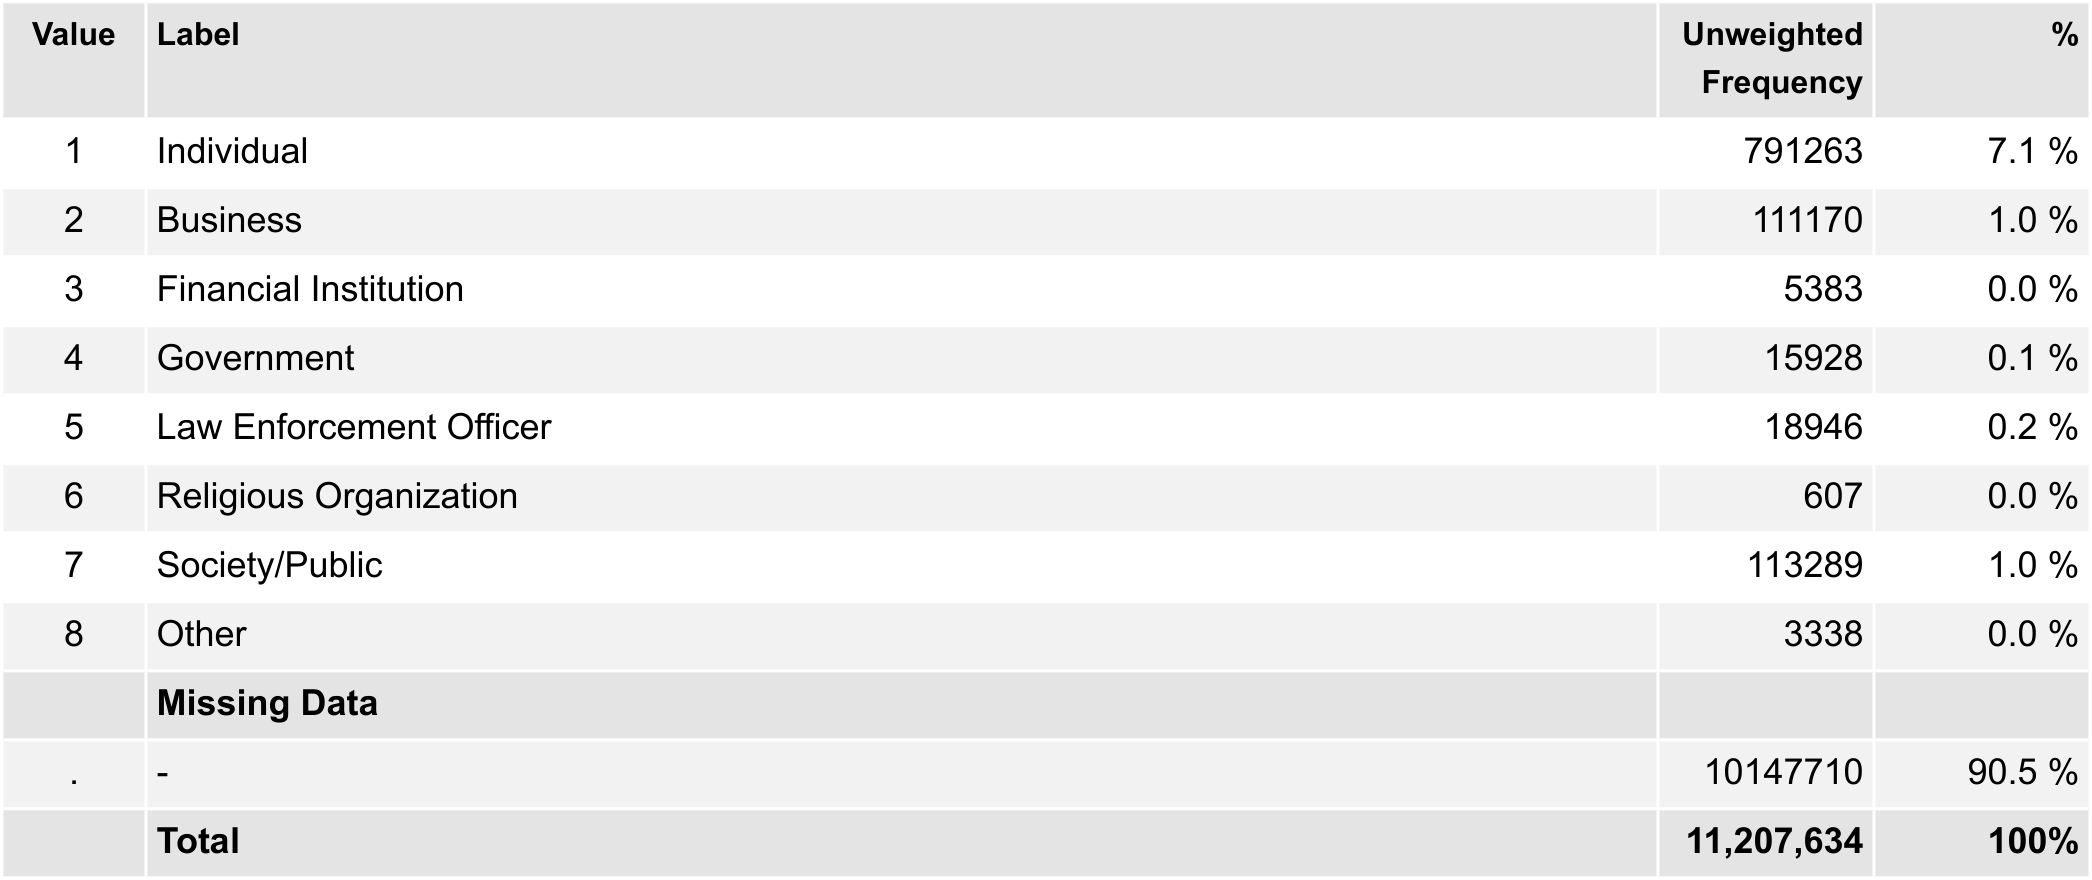 Value Label Unweighted Frequency %
1 Individual 791263 7.1 %
2 Business 111170 1.0 %
3 Financial Institution 5383 0.0 %
4 Government 15928 0.1 %
5 Law Enforcement Officer 18946 0.2 %
6 Religious Organization 607 0.0 %
7 Society/Public 113289 1.0 %
8 Other 3338 0.0 %
Missing Data
. - 10147710 90.5 %
Total 11,207,634 100%